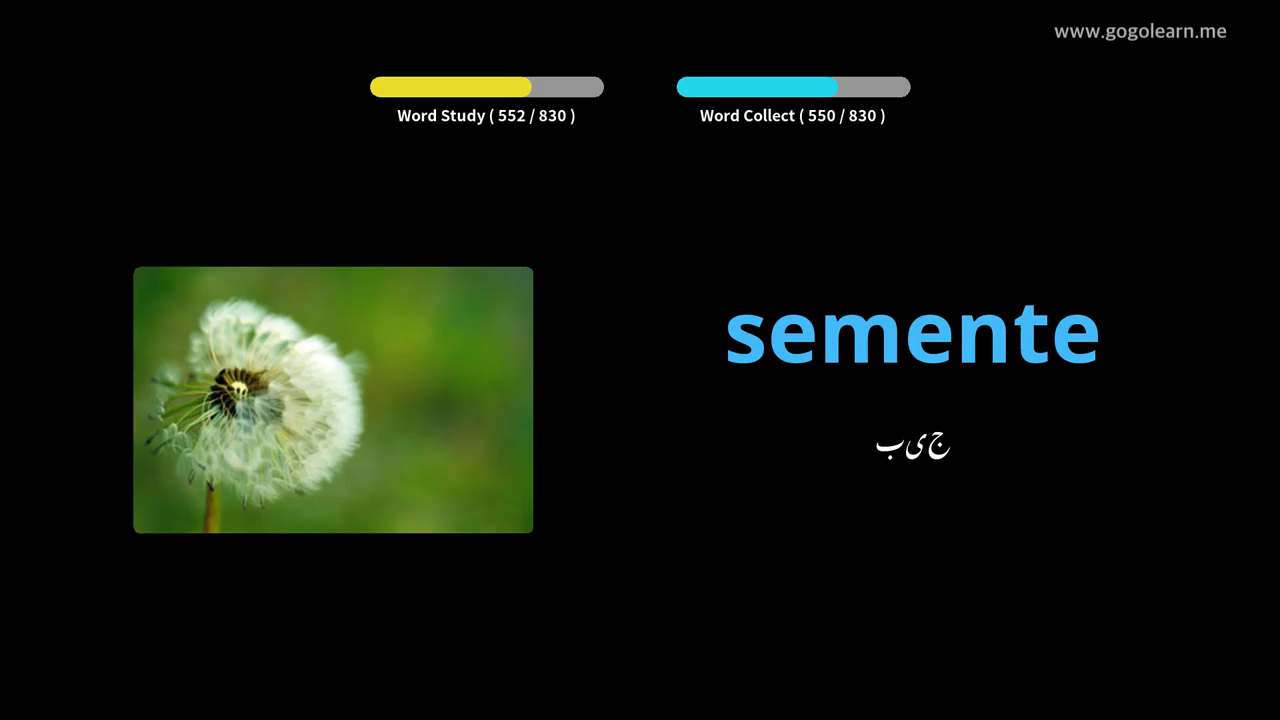 www.gogolearn.me
Word Study ( 552 / 830 )
Word Collect ( 550 / 830 )
semente
ج ی ب